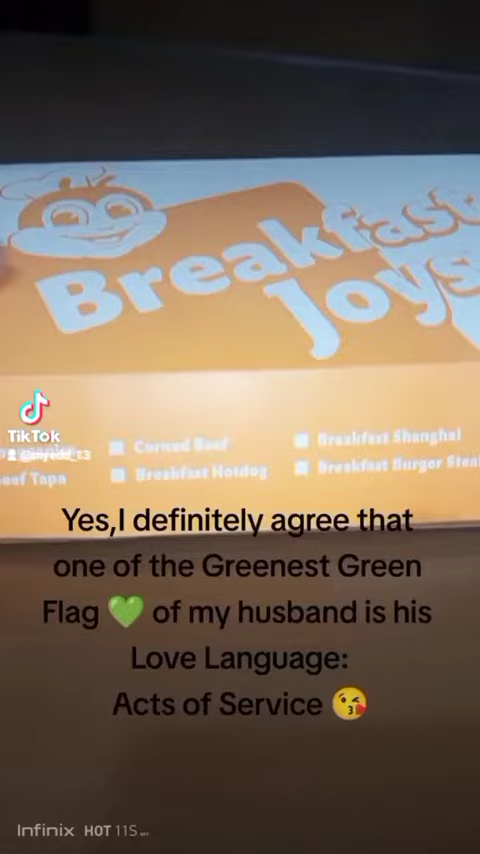 Breakfast
Joys
TikTok
Corned Beef
Breakfast Shanghai
Beef Tapa
Breakfast Hotdog
Breakfast Burger Steak
Yes,I definitely agree that
one of the Greenest Green
Flag 💚 of my husband is his
Love Language:
Acts of Service 😘
Infinix HOT 11S